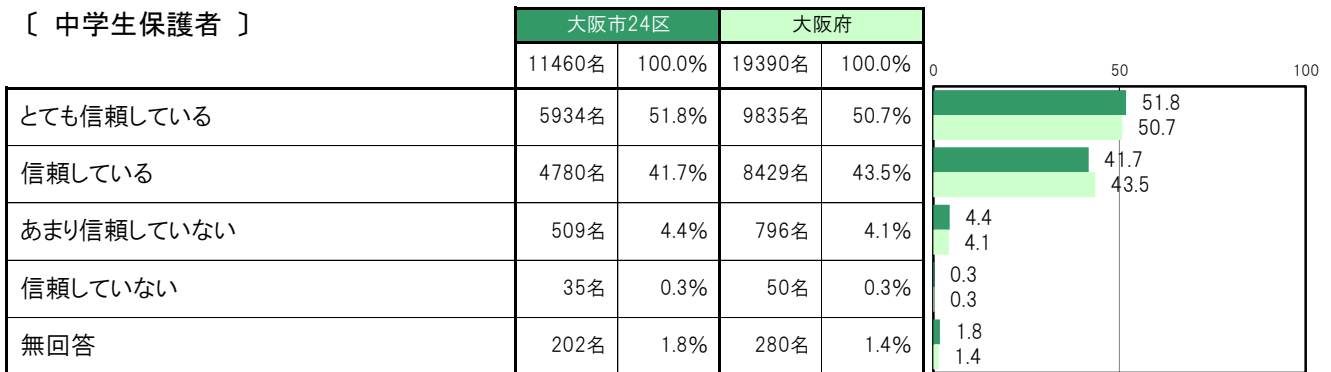 〔 中学生保護者 〕
大阪市24区 大阪府
11460名 100.0% 19390名 100.0%
0 50 100
とても信頼している 5934名 51.8% 9835名 50.7%
51.8
50.7
信頼している 4780名 41.7% 8429名 43.5%
41.7
43.5
あまり信頼していない 509名 4.4% 796名 4.1%
4.4
4.1
信頼していない 35名 0.3% 50名 0.3%
0.3
0.3
無回答 202名 1.8% 280名 1.4%
1.8
1.4